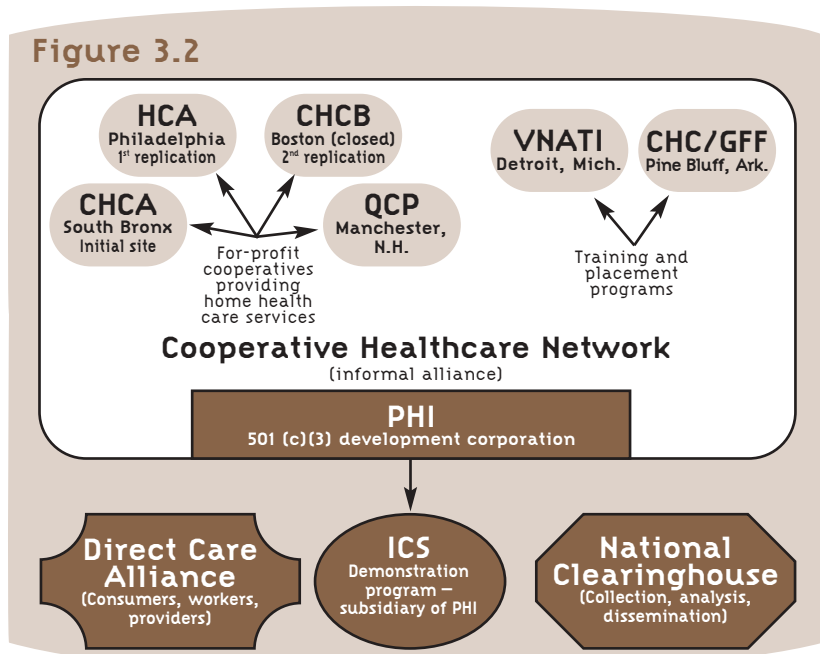 Figure 3.2
HCA
Philadelphia
1st replication
CHCB
Boston (closed)
2nd replication
VNATI
Detroit, Mich.
CHC/GFF
Pine Bluff, Ark.
CHCA
South Bronx
Initial site
QCP
Manchester,
N.H.
For-profit
cooperatives
providing
home health
care services
Training and
placement
programs
Cooperative Healthcare Network
(informal alliance)
PHI
501 (c)(3) development corporation
Direct Care
Alliance
(Consumers, workers,
providers)
ICS
Demonstration
program –
subsidiary of PHI
National
Clearinghouse
(Collection, analysis,
dissemination)